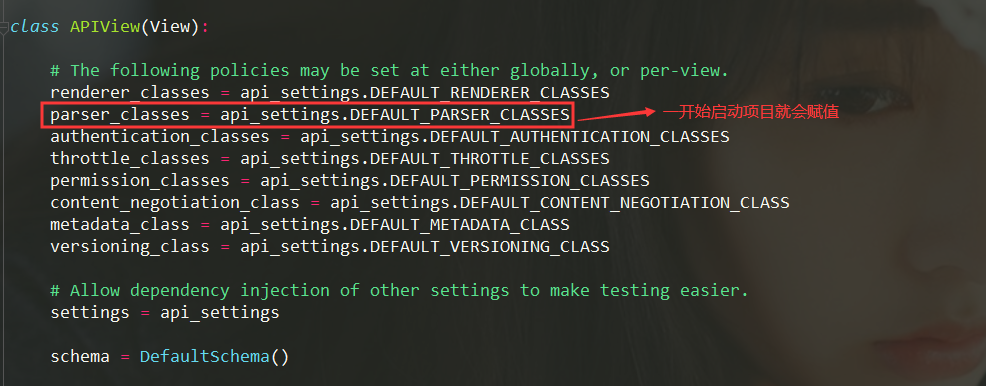 class APIView(View):
# The following policies may be set at either globally, or per-view.
renderer_classes = api_settings.DEFAULT_RENDERER_CLASSES
parser_classes = api_settings.DEFAULT_PARSER_CLASSES 一开始启动项目就会赋值
authentication_classes = api_settings.DEFAULT_AUTHENTICATION_CLASSES
throttle_classes = api_settings.DEFAULT_THROTTLE_CLASSES
permission_classes = api_settings.DEFAULT_PERMISSION_CLASSES
content_negotiation_class = api_settings.DEFAULT_CONTENT_NEGOTIATION_CLASS
metadata_class = api_settings.DEFAULT_METADATA_CLASS
versioning_class = api_settings.DEFAULT_VERSIONING_CLASS
# Allow dependency injection of other settings to make testing easier.
settings = api_settings
schema = DefaultSchema()